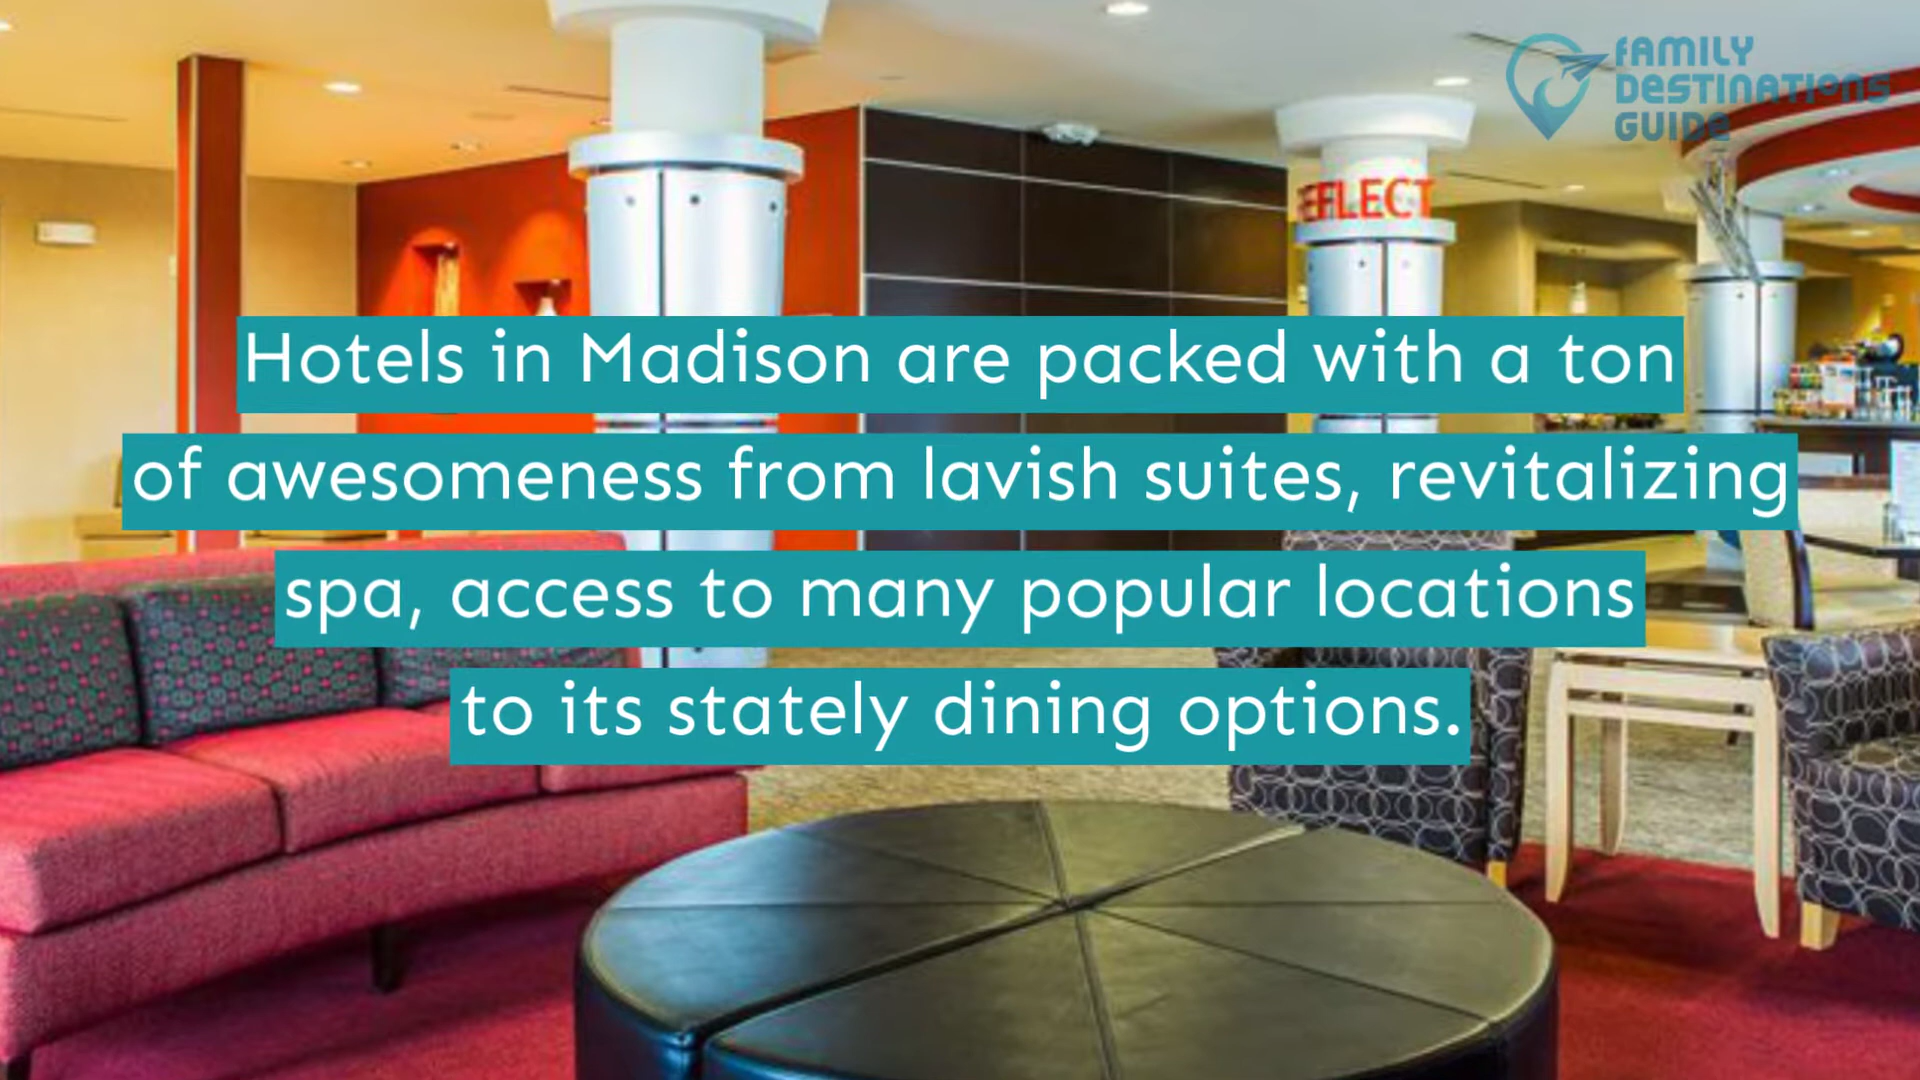 FAMILY
DESTINATIONS
GUIDE
REFLECT
Hotels in Madison are packed with a ton
of awesomeness from lavish suites, revitalizing
spa, access to many popular locations
to its stately dining options.